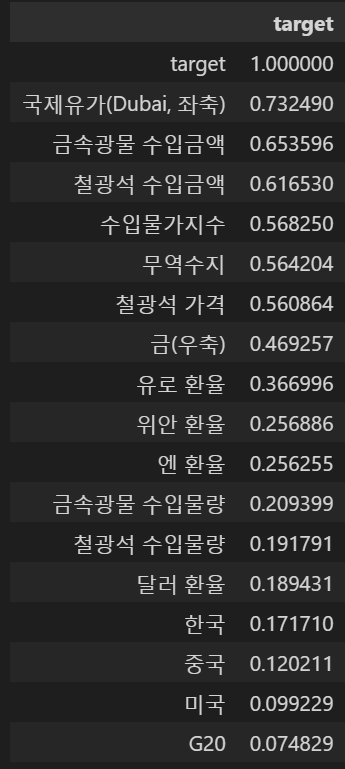 target
target 1.000000
국제유가(Dubai, 좌축) 0.732490
금속광물 수입금액 0.653596
철광석 수입금액 0.616530
수입물가지수 0.568250
무역수지 0.564204
철광석 가격 0.560864
금(우축) 0.469257
유로 환율 0.366996
위안 환율 0.256886
엔 환율 0.256255
금속광물 수입물량 0.209399
철광석 수입물량 0.191791
달러 환율 0.189431
한국 0.171710
중국 0.120211
미국 0.099229
G20 0.074829